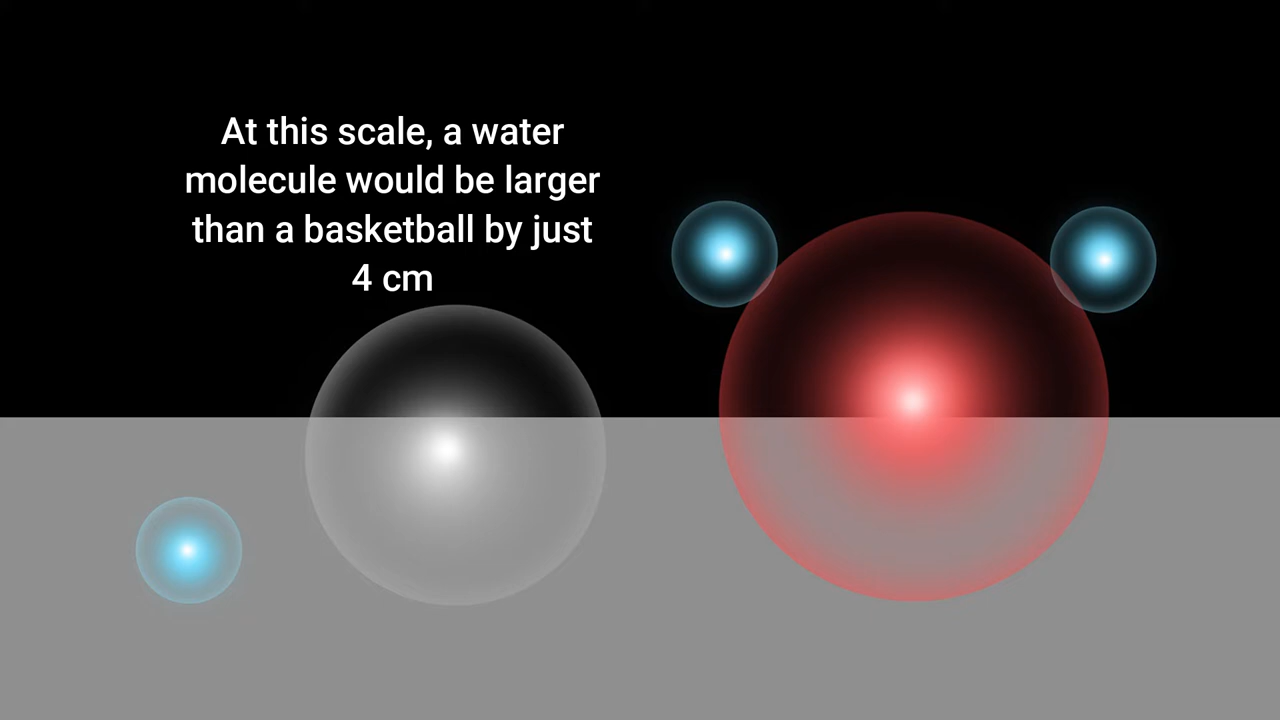 At this scale, a water
molecule would be larger
than a basketball by just
4 cm